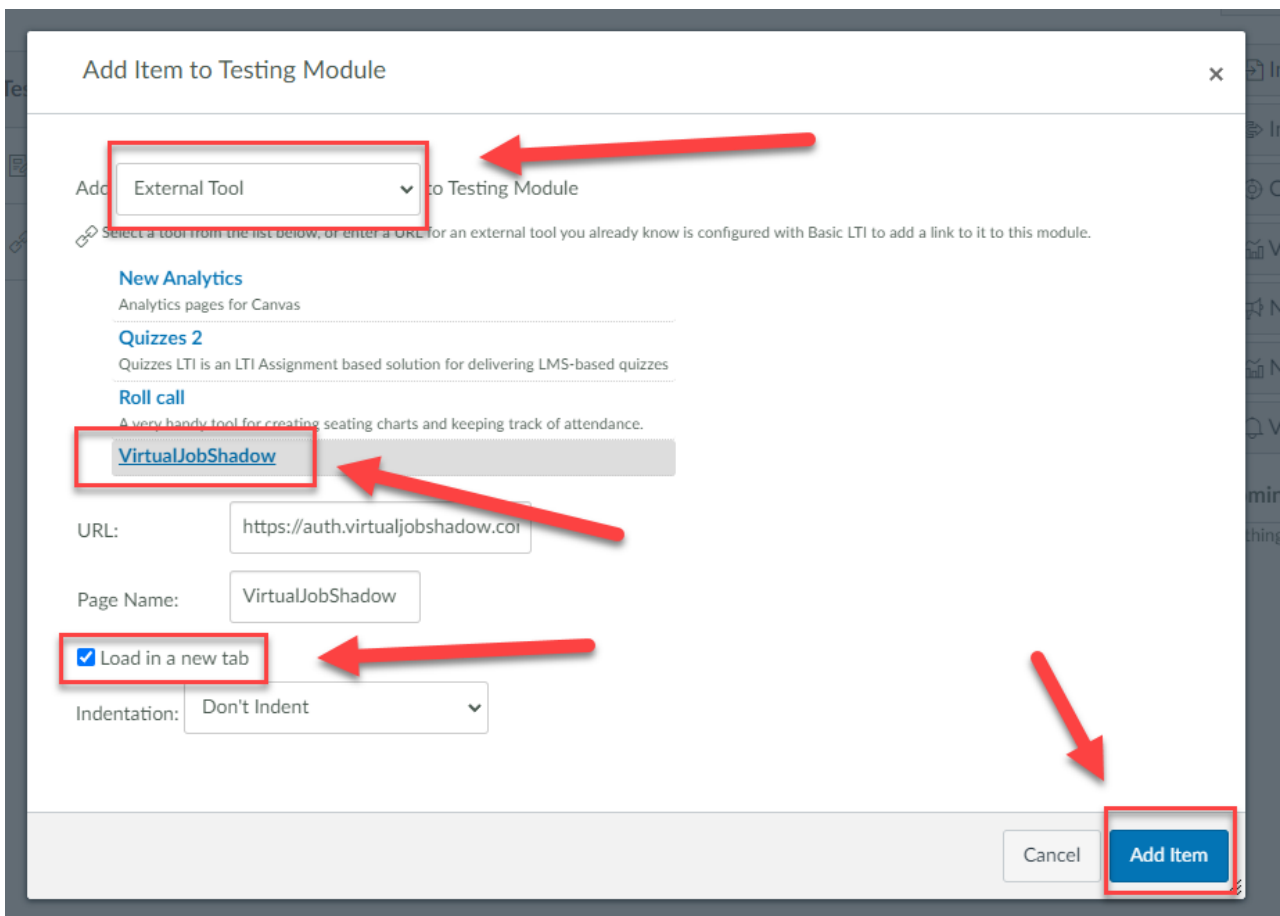 Add Item to Testing Module
×
Add External Tool to Testing Module
Select a tool from the list below, or enter a URL for an external tool you already know is configured with Basic LTI to add a link to it to this module.
New Analytics
Analytics pages for Canvas
Quizzes 2
Quizzes LTI is an LTI Assignment based solution for delivering LMS-based quizzes
Roll call
A very handy tool for creating seating charts and keeping track of attendance.
VirtualJobShadow
URL: https://auth.virtualjobshadow.co
Page Name: VirtualJobShadow
Load in a new tab
Indentation: Don't Indent
Cancel Add Item